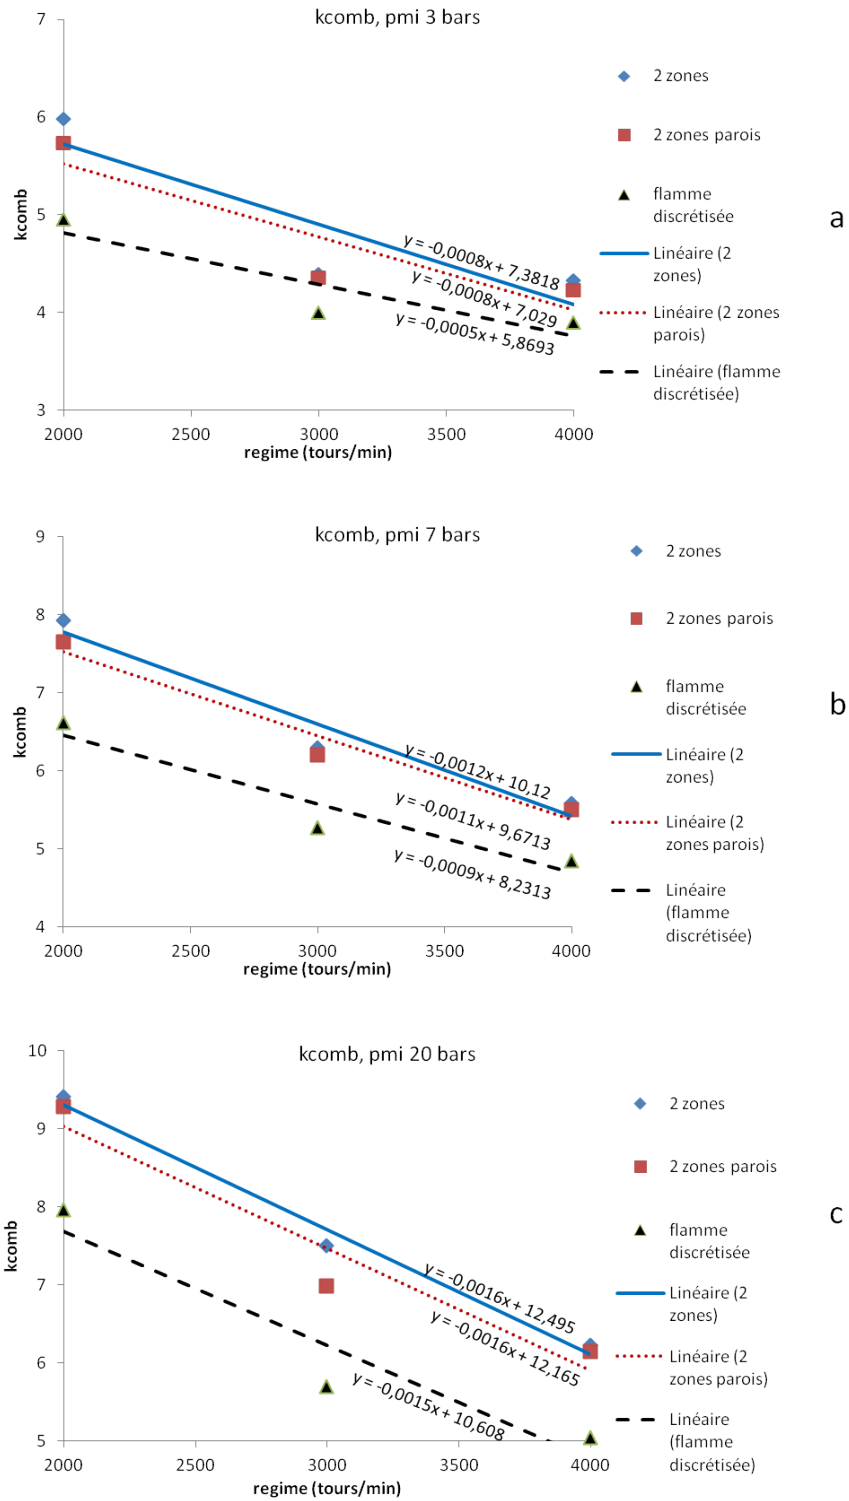 kcomb, pmi 3 bars
7
6
5
4
3
kcomb
2000
2500
3000
3500
4000
regime (tours/min)
y = -0,0008x + 7,3818
y = -0,0008x + 7,029
y = -0,0005x + 5,8693
2 zones
2 zones parois
flamme
discrétisée
Linéaire (2
zones)
Linéaire (2 zones
parois)
Linéaire (flamme
discrétisée)
a
kcomb, pmi 7 bars
9
8
7
6
5
4
kcomb
2000
2500
3000
3500
4000
regime (tours/min)
y = -0,0012x + 10,12
y = -0,0011x + 9,6713
y = -0,0009x + 8,2313
2 zones
2 zones parois
flamme
discrétisée
Linéaire (2
zones)
Linéaire (2
zones parois)
Linéaire
(flamme
discrétisée)
b
kcomb, pmi 20 bars
10
9
8
7
6
5
kcomb
2000
2500
3000
3500
4000
regime (tours/min)
y = -0,0016x + 12,495
y = -0,0016x + 12,165
y = -0,0015x + 10,608
2 zones
2 zones parois
flamme
discrétisée
Linéaire (2
zones)
Linéaire (2
zones parois)
Linéaire
(flamme
discrétisée)
c